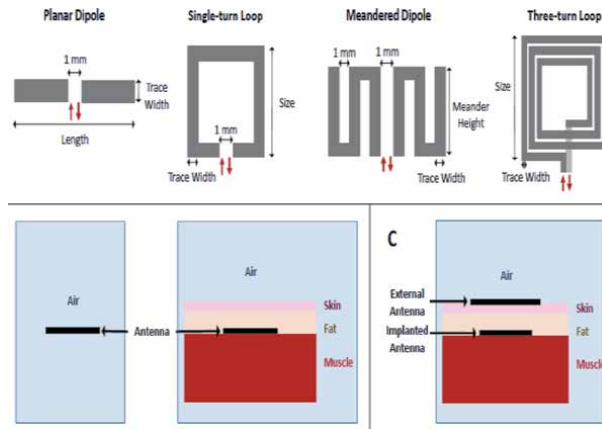 Planar Dipole
Single-turn Loop
Meandered Dipole
Three-turn Loop
1 mm
Trace
Width
Length
1 mm
Size
Trace Width
1 mm 1 mm
Meander
Height
Trace Width
Size
Trace Width
Air
Antenna
Air
Skin
Fat
Muscle
C
Air
External
Antenna
Implanted
Antenna
Skin
Fat
Muscle